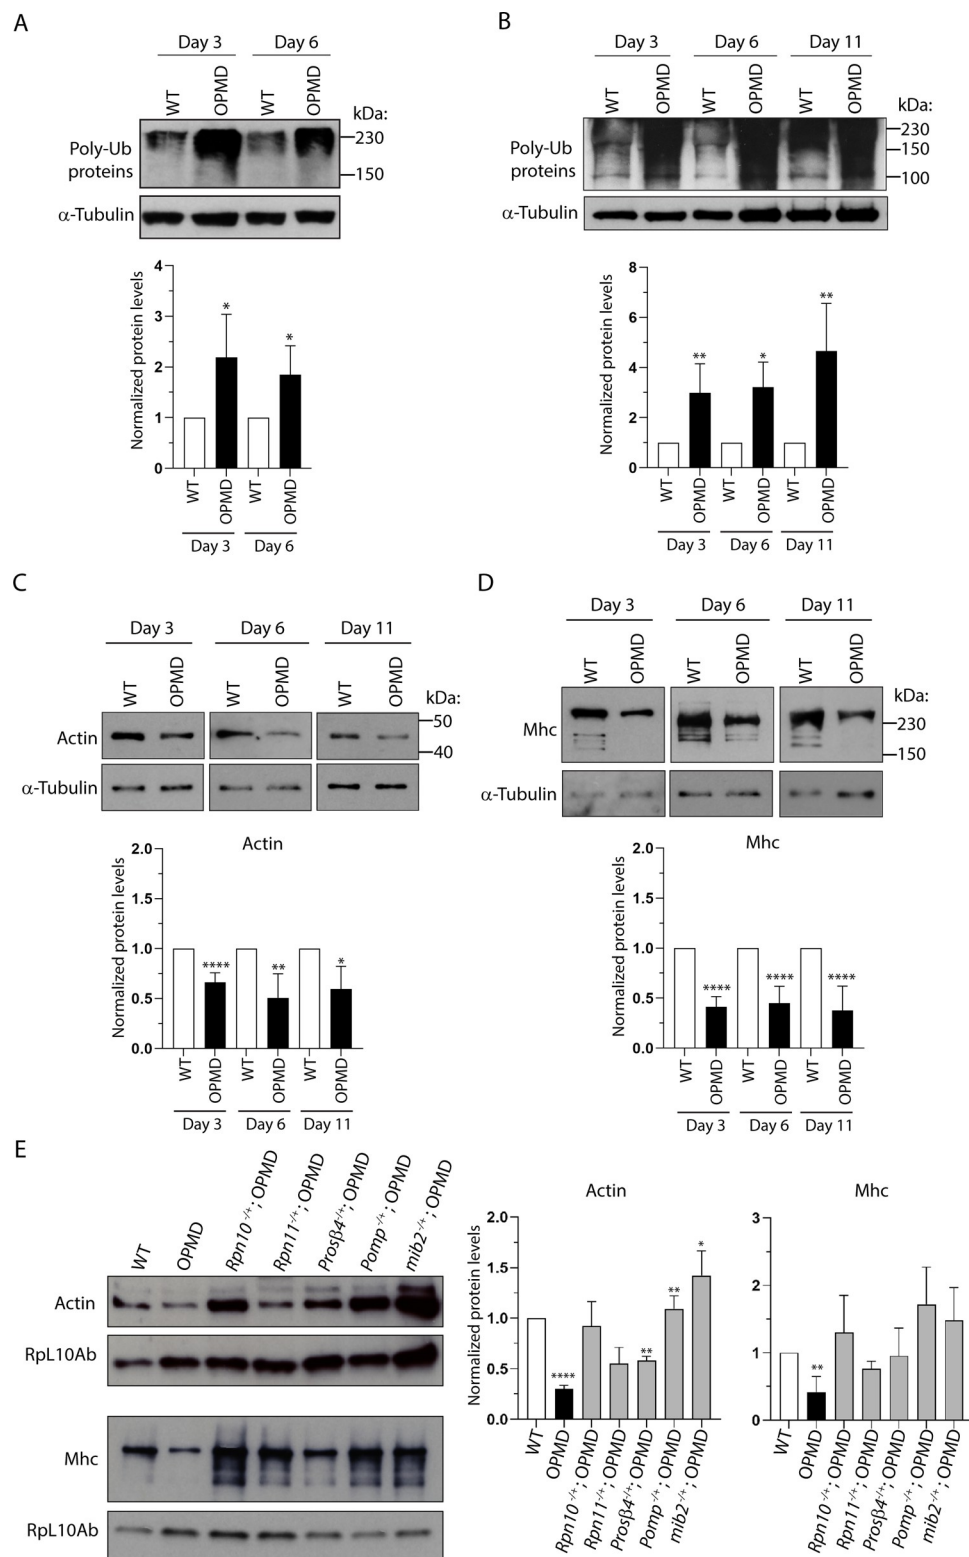 A
Day 3 Day 6
WT OPMD WT OPMD
kDa:
Poly-Ub proteins
230
150
α-Tubulin
Normalized protein levels
4
3
2
1
0
* *
WT OPMD WT OPMD
Day 3 Day 6
B
Day 3 Day 6 Day 11
WT OPMD WT OPMD WT OPMD
kDa:
Poly-Ub proteins
230
150
100
α-Tubulin
Normalized protein levels
8
6
4
2
0
** * **
WT OPMD WT OPMD WT OPMD
Day 3 Day 6 Day 11
C
Day 3 Day 6 Day 11
WT OPMD WT OPMD WT OPMD
kDa:
Actin
50
40
α-Tubulin
Actin
Normalized protein levels
2.0
1.5
1.0
0.5
0.0
**** ** *
WT OPMD WT OPMD WT OPMD
Day 3 Day 6 Day 11
D
Day 3 Day 6 Day 11
WT OPMD WT OPMD WT OPMD
kDa:
Mhc
230
150
α-Tubulin
Mhc
Normalized protein levels
2.0
1.5
1.0
0.5
0.0
**** **** ****
WT OPMD WT OPMD WT OPMD
Day 3 Day 6 Day 11
E
WT
OPMD
Rpn10-/+; OPMD
Rpn11-/+; OPMD
Prosβ4-/+; OPMD
Pomp-/+; OPMD
mib2-/+; OPMD
Actin
RpL10Ab
Mhc
RpL10Ab
Actin
Normalized protein levels
2.0
1.5
1.0
0.5
0.0
**** ** ** *
WT
OPMD
Rpn10-/+; OPMD
Rpn11-/+; OPMD
Prosβ4-/+; OPMD
Pomp-/+; OPMD
mib2-/+; OPMD
Mhc
3
2
1
0
**
WT
OPMD
Rpn10-/+; OPMD
Rpn11-/+; OPMD
Prosβ4-/+; OPMD
Pomp-/+; OPMD
mib2-/+; OPMD